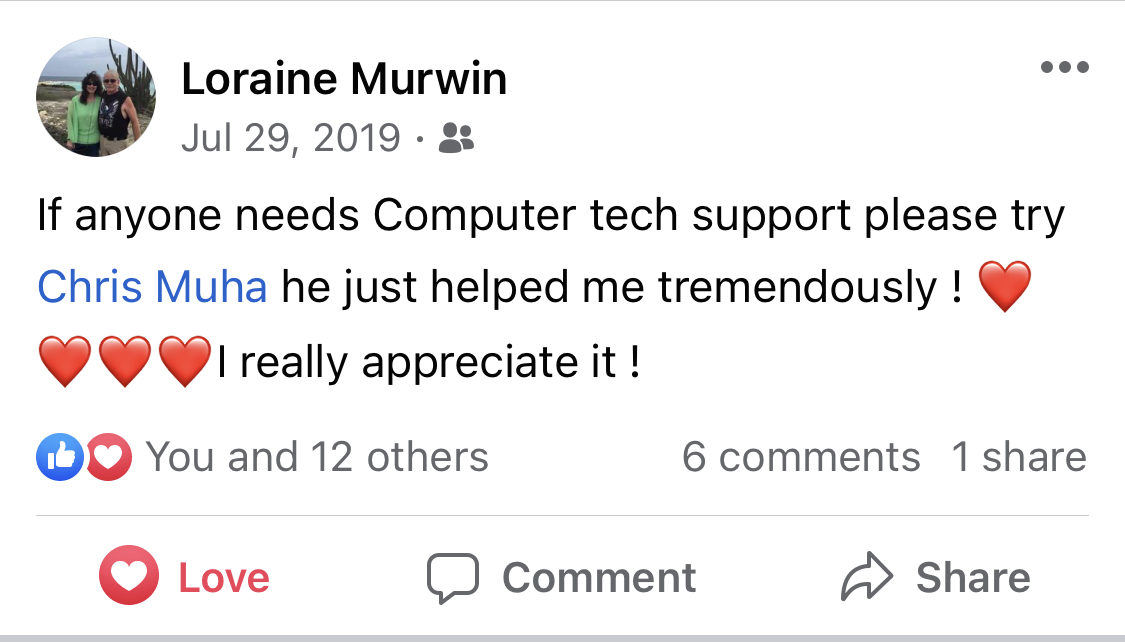 Loraine Murwin
Jul 29, 2019 ·
If anyone needs Computer tech support please try
Chris Muha he just helped me tremendously ! ❤️
❤️❤️❤️I really appreciate it !
You and 12 others 6 comments 1 share
Love Comment Share